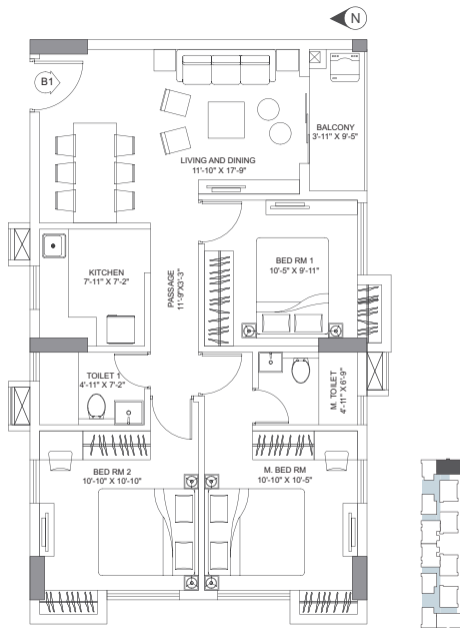 N
B1
BALCONY
3'-11" X 9'-5"
LIVING AND DINING
11'-10" X 17'-9"
KITCHEN
7'-11" X 7'-2"
PASSAGE
11'-9"X3'-3"
BED RM 1
10'-5" X 9'-11"
TOILET 1
4'-11" X 7'-2"
M. TOILET
4'-11" X 6'-9"
BED RM 2
10'-10" X 10'-10"
M. BED RM
10'-10" X 10'-5"